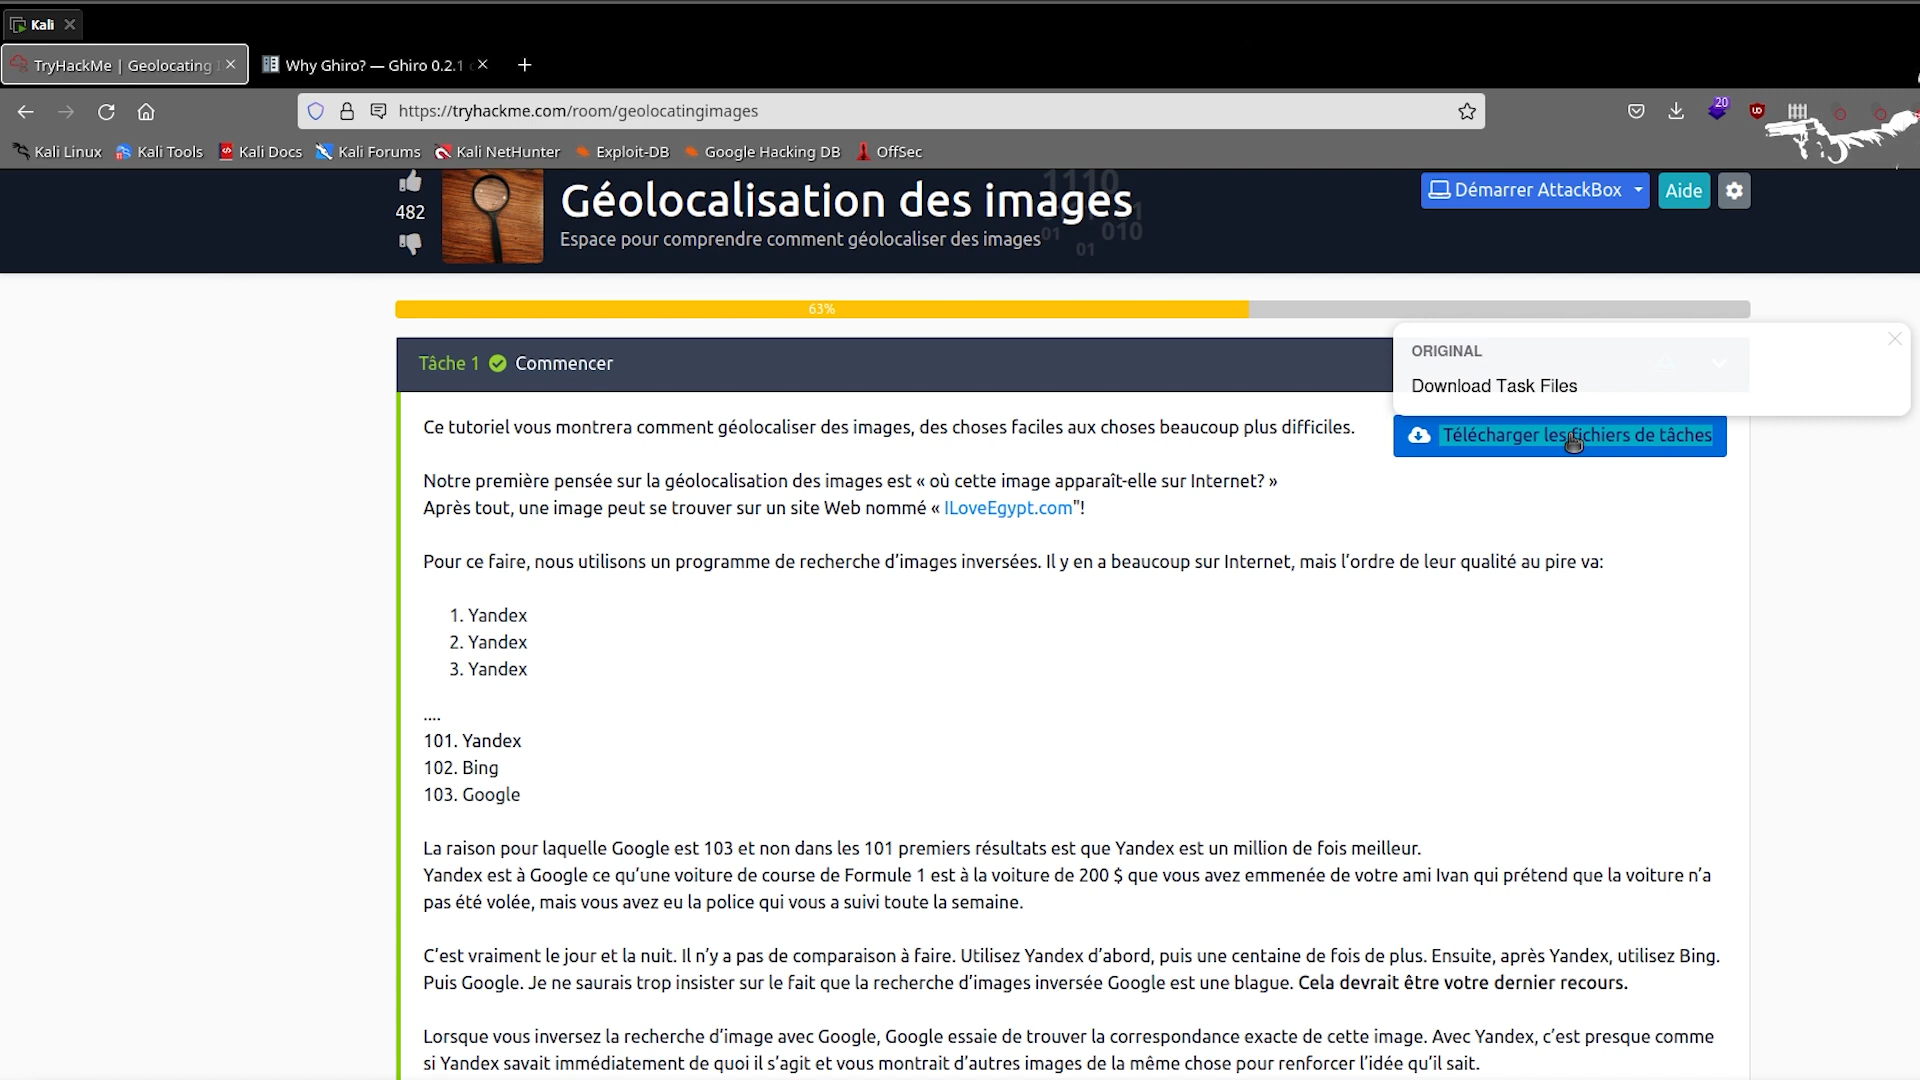 Kali
TryHackMe | Geolocating I
Why Ghiro? — Ghiro 0.2.1
https://tryhackme.com/room/geolocatingimages
20
Kali Linux
Kali Tools
Kali Docs
Kali Forums
Kali NetHunter
Exploit-DB
Google Hacking DB
OffSec
482
Géolocalisation des images
Espace pour comprendre comment géolocaliser des images
1110
1
010
01
01
Démarrer AttackBox
Aide
63%
Tâche 1 Commencer
ORIGINAL
Download Task Files
Télécharger les fichiers de tâches
Ce tutoriel vous montrera comment géolocaliser des images, des choses faciles aux choses beaucoup plus difficiles.
Notre première pensée sur la géolocalisation des images est « où cette image apparaît-elle sur Internet? »
Après tout, une image peut se trouver sur un site Web nommé « ILoveEgypt.com"!
Pour ce faire, nous utilisons un programme de recherche d’images inversées. Il y en a beaucoup sur Internet, mais l’ordre de leur qualité au pire va:
1. Yandex
2. Yandex
3. Yandex
....
101. Yandex
102. Bing
103. Google
La raison pour laquelle Google est 103 et non dans les 101 premiers résultats est que Yandex est un million de fois meilleur.
Yandex est à Google ce qu’une voiture de course de Formule 1 est à la voiture de 200 $ que vous avez emmenée de votre ami Ivan qui prétend que la voiture n’a
pas été volée, mais vous avez eu la police qui vous a suivi toute la semaine.
C’est vraiment le jour et la nuit. Il n’y a pas de comparaison à faire. Utilisez Yandex d’abord, puis une centaine de fois de plus. Ensuite, après Yandex, utilisez Bing.
Puis Google. Je ne saurais trop insister sur le fait que la recherche d’images inversée Google est une blague. Cela devrait être votre dernier recours.
Lorsque vous inversez la recherche d’image avec Google, Google essaie de trouver la correspondance exacte de cette image. Avec Yandex, c’est presque comme
si Yandex savait immédiatement de quoi il s’agit et vous montrait d’autres images de la même chose pour renforcer l’idée qu’il sait.